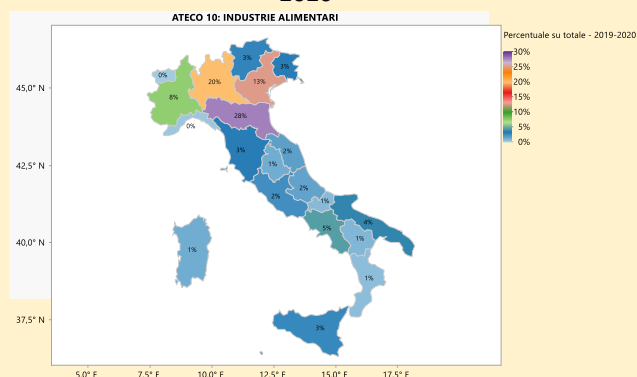 ATECO 10: INDUSTRIE ALIMENTARI
Percentuale su totale - 2019-2020
30%
25%
20%
15%
10%
5%
0%
45,0° N
42,5° N
40,0° N
37,5° N
3%
3%
0%
20%
13%
8%
28%
0%
3%
2%
1%
2%
2%
1%
4%
5%
1%
1%
1%
3%
5,0° E
7,5° E
10,0° E
12,5° E
15,0° E
17,5° E